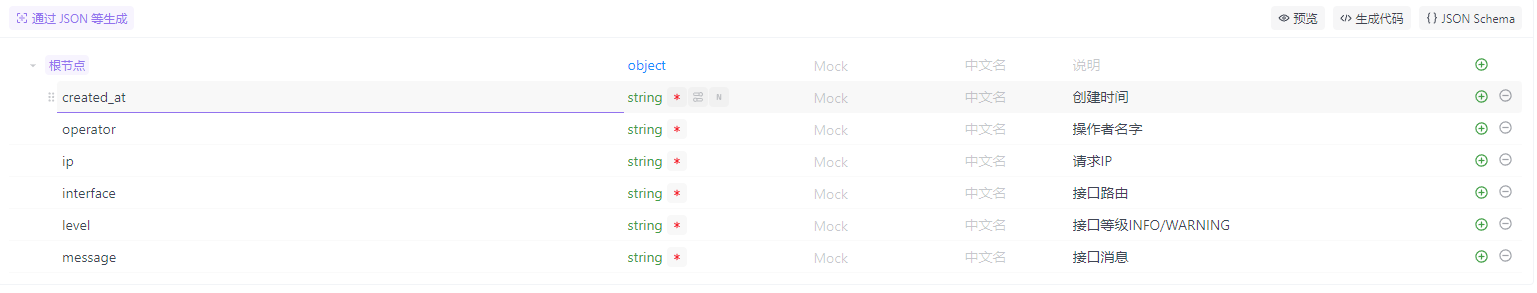 通过 JSON 等生成 预览 生成代码 JSON Schema
根节点 object Mock 中文名 说明
created_at string * N Mock 中文名 创建时间
operator string * Mock 中文名 操作者名字
ip string * Mock 中文名 请求IP
interface string * Mock 中文名 接口路由
level string * Mock 中文名 接口等级INFO/WARNING
message string * Mock 中文名 接口消息